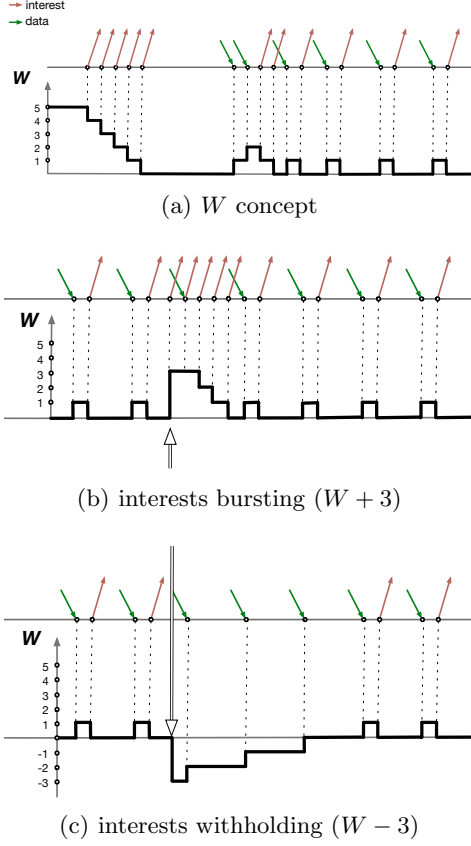 interest
data
W
5
4
3
2
1
(a) W concept
W
5
4
3
2
1
(b) interests bursting (W + 3)
W
5
4
3
2
1
-1
-2
-3
(c) interests withholding (W − 3)